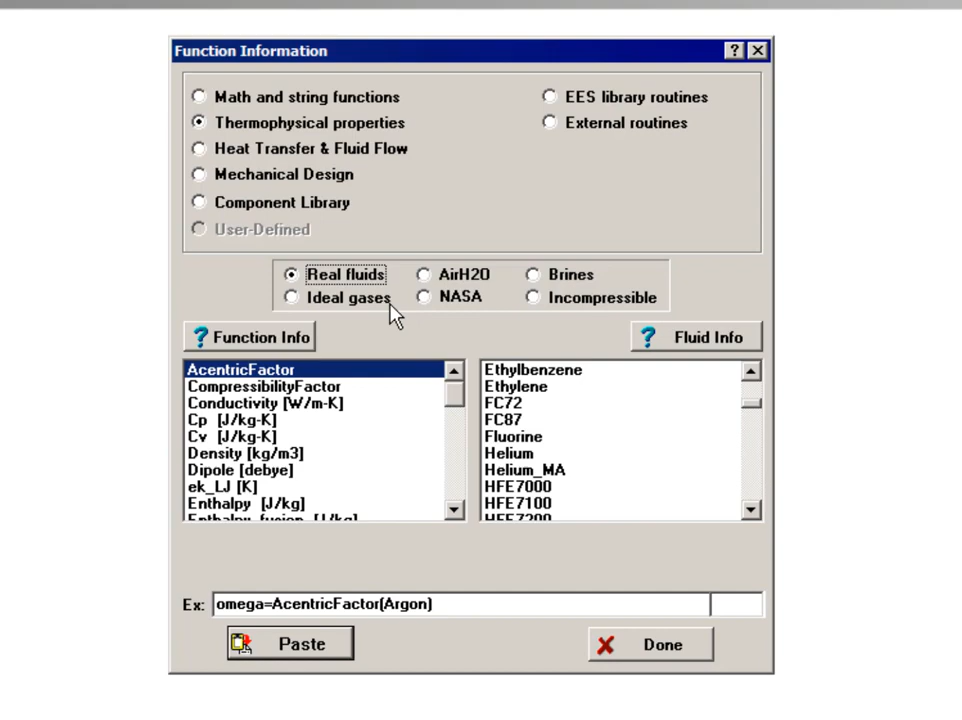 Function Information
Math and string functions
EES library routines
Thermophysical properties
External routines
Heat Transfer & Fluid Flow
Mechanical Design
Component Library
User-Defined
Real fluids
AirH2O
Brines
Ideal gases
NASA
Incompressible
? Function Info
? Fluid Info
AcentricFactor
CompressibilityFactor
Conductivity [W/m-K]
Cp [J/kg-K]
Cv [J/kg-K]
Density [kg/m3]
Dipole [debye]
ek_LJ [K]
Enthalpy [J/kg]
Enthalpy_fusion [J/kg]
Ethylbenzene
Ethylene
FC72
FC87
Fluorine
Helium
Helium_MA
HFE7000
HFE7100
HFE7200
Ex: omega=AcentricFactor(Argon)
Paste
Done